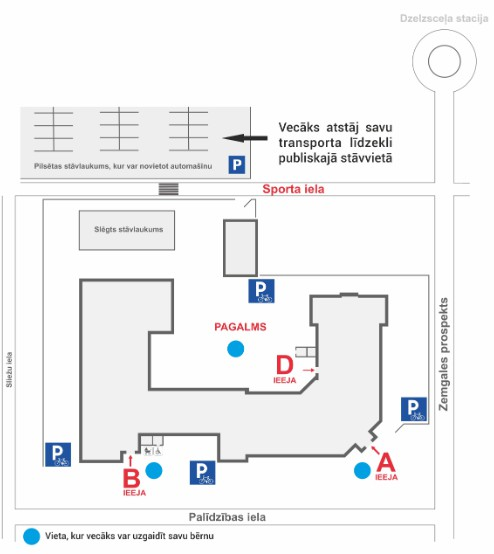 Dzelzsceļa stacija
Vecāks atstāj savu
transporta līdzekli
publiskajā stāvvietā
Pilsētas stāvlaukums, kur var novietot automašīnu
P
Sporta iela
Slēgts stāvlaukums
P
PAGALMS
D
IEEJA
Sliežu iela
Zemgales prospekts
P
P
B
IEEJA
P
A
IEEJA
Palīdzības iela
Vieta, kur vecāks var uzgaidīt savu bērnu